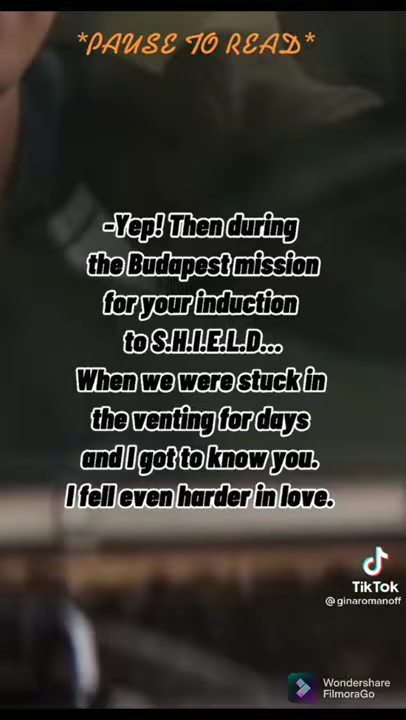 *PAUSE TO READ*
-Yep! Then during
the Budapest mission
for your induction
to S.H.I.E.L.D...
When we were stuck in
the venting for days
and I got to know you.
I fell even harder in love.
TikTok
@ginaromanoff
Wondershare
FilmoraGo